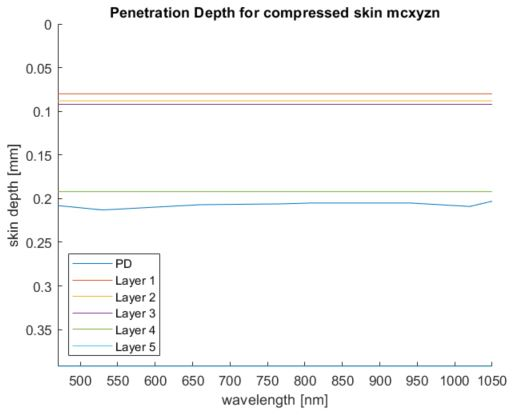 Penetration Depth for compressed skin mcxyzn
0
0.05
0.1
0.15
0.2
0.25
0.3
0.35
skin depth [mm]
PD
Layer 1
Layer 2
Layer 3
Layer 4
Layer 5
500 550 600 650 700 750 800 850 900 950 1000 1050
wavelength [nm]